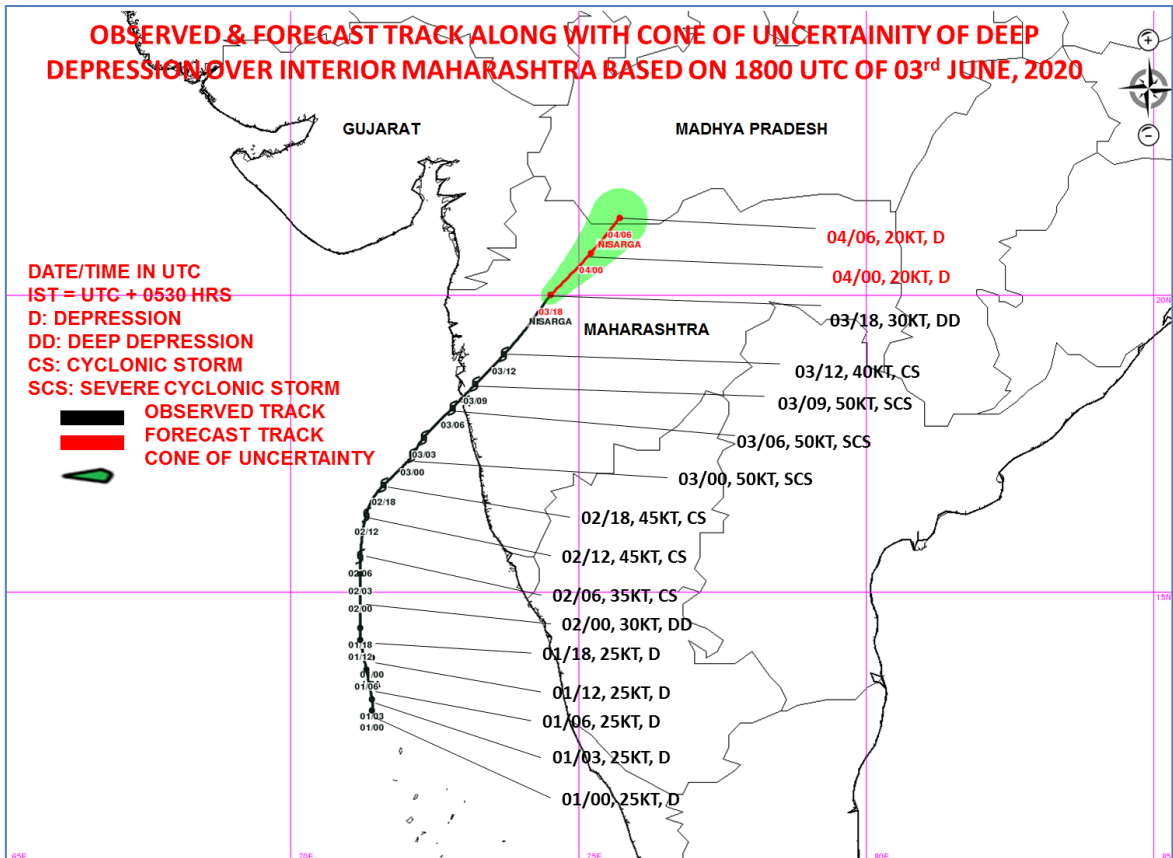 OBSERVED & FORECAST TRACK ALONG WITH CONE OF UNCERTAINITY OF DEEP
DEPRESSION OVER INTERIOR MAHARASHTRA BASED ON 1800 UTC OF 03rd JUNE, 2020
GUJARAT
MADHYA PRADESH
04/06
NISARGA
04/06, 20KT, D
04/00
04/00, 20KT, D
DATE/TIME IN UTC
IST = UTC + 0530 HRS
D: DEPRESSION
DD: DEEP DEPRESSION
CS: CYCLONIC STORM
SCS: SEVERE CYCLONIC STORM
OBSERVED TRACK
FORECAST TRACK
CONE OF UNCERTAINTY
20N
03/18
NISARGA
MAHARASHTRA
03/18, 30KT, DD
03/12
03/12, 40KT, CS
03/09
03/09, 50KT, SCS
03/06
03/06, 50KT, SCS
03/03
03/00
03/00, 50KT, SCS
02/18
02/18, 45KT, CS
02/12
02/12, 45KT, CS
02/06
02/03
15N
02/06, 35KT, CS
02/00
02/00, 30KT, DD
01/18
01/18, 25KT, D
01/12
01/00
01/06
01/12, 25KT, D
01/03
01/00
01/06, 25KT, D
01/03, 25KT, D
01/00, 25KT, D
65E
70E
75E
80E